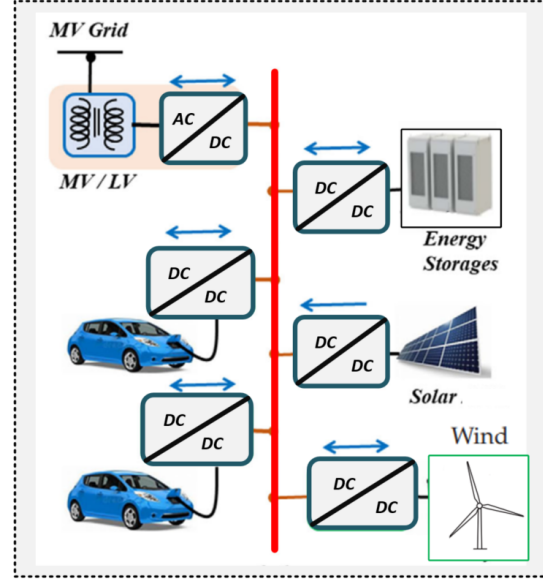 MV Grid
AC
DC
MV / LV
DC
DC
Energy
Storages
DC
DC
DC
DC
Solar .
DC
DC
Wind
DC
DC